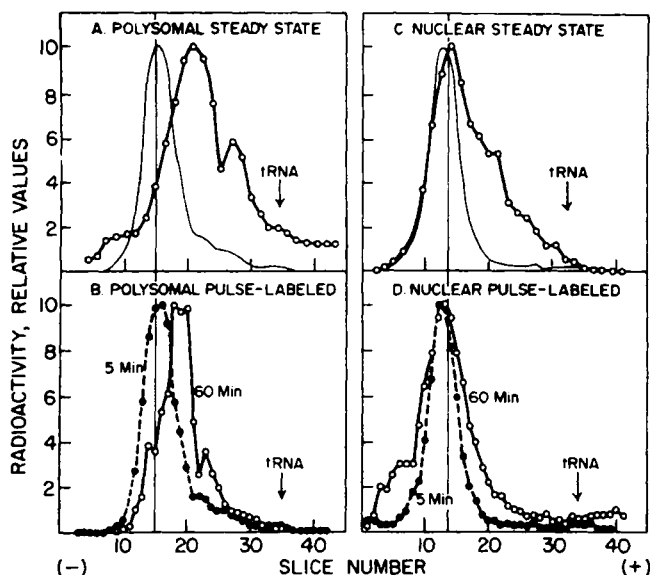 A. POLYSOMAL STEADY STATE
C. NUCLEAR STEADY STATE
10
8
6
4
2
tRNA
tRNA
B. POLYSOMAL PULSE-LABELED
D. NUCLEAR PULSE-LABELED
10
8
6
4
2
5 Min
60 Min
tRNA
60 Min
5 Min
tRNA
10 20 30 40 10 20 30 40
(-) SLICE NUMBER (+)
RADIOACTIVITY, RELATIVE VALUES